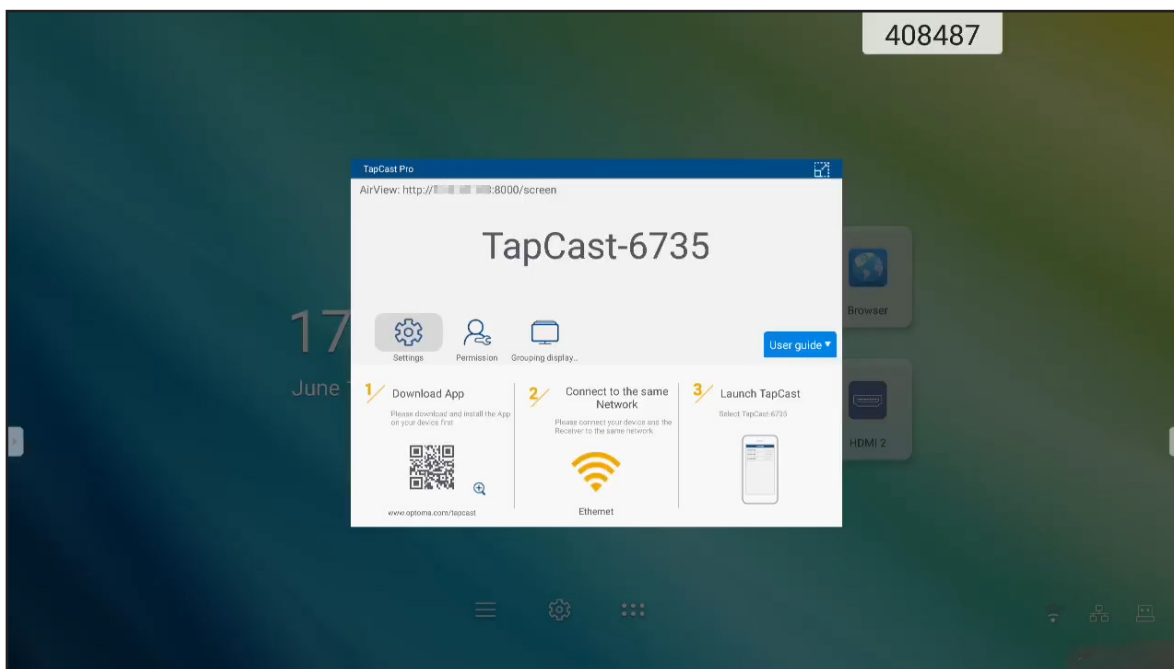 408487
TapCast Pro
AirView: http:// :8000/screen
TapCast-6735
17
Browser
Settings
Permission
Grouping display..
User guide
June
1
Download App
Please download and install the App
on your device first
www.optoma.com/tapcast
2
Connect to the same
Network
Please connect your device and the
Receiver to the same network.
Ethernet
3
Launch TapCast
Select TapCast-6735
HDMI 2